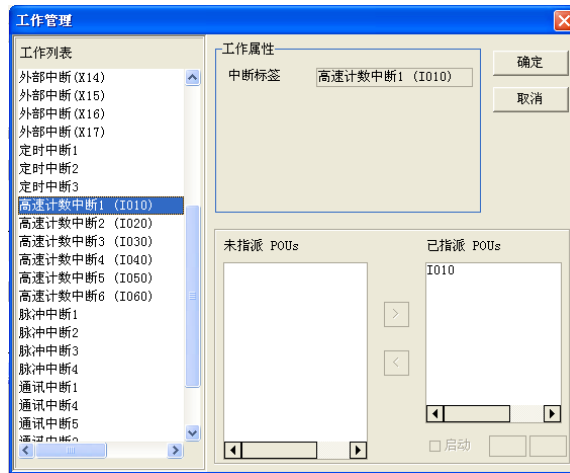 工作管理
工作列表
外部中断(X14)
外部中断(X15)
外部中断(X16)
外部中断(X17)
定时中断1
定时中断2
定时中断3
高速计数中断1 (I010)
高速计数中断2 (I020)
高速计数中断3 (I030)
高速计数中断4 (I040)
高速计数中断5 (I050)
高速计数中断6 (I060)
脉冲中断1
脉冲中断2
脉冲中断3
脉冲中断4
通讯中断1
通讯中断4
通讯中断5
工作属性
中断标签 高速计数中断1 (I010)
确定
取消
未指派 POUs
已指派 POUs
I010
>
<
启动